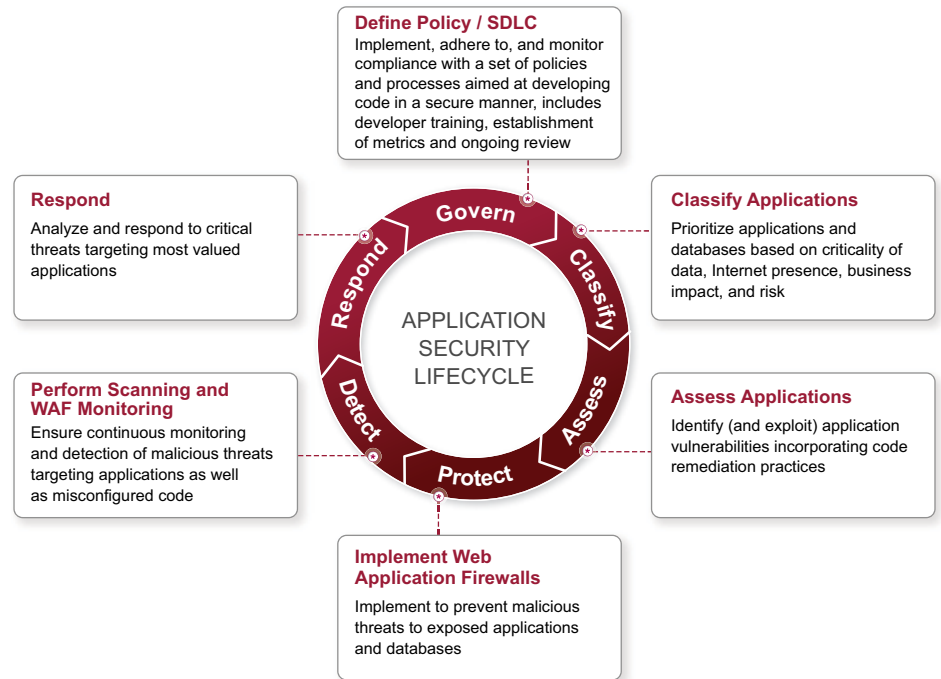 Define Policy / SDLC
Implement, adhere to, and monitor
compliance with a set of policies
and processes aimed at developing
code in a secure manner, includes
developer training, establishment
of metrics and ongoing review
Respond
Analyze and respond to critical
threats targeting most valued
applications
Classify Applications
Prioritize applications and
databases based on criticality of
data, Internet presence, business
impact, and risk
Govern
Classify
Assess
Protect
Detect
Respond
APPLICATION
SECURITY
LIFECYCLE
Perform Scanning and
WAF Monitoring
Ensure continuous monitoring
and detection of malicious threats
targeting applications as well
as misconfigured code
Assess Applications
Identify (and exploit) application
vulnerabilities incorporating code
remediation practices
Implement Web
Application Firewalls
Implement to prevent malicious
threats to exposed applications
and databases